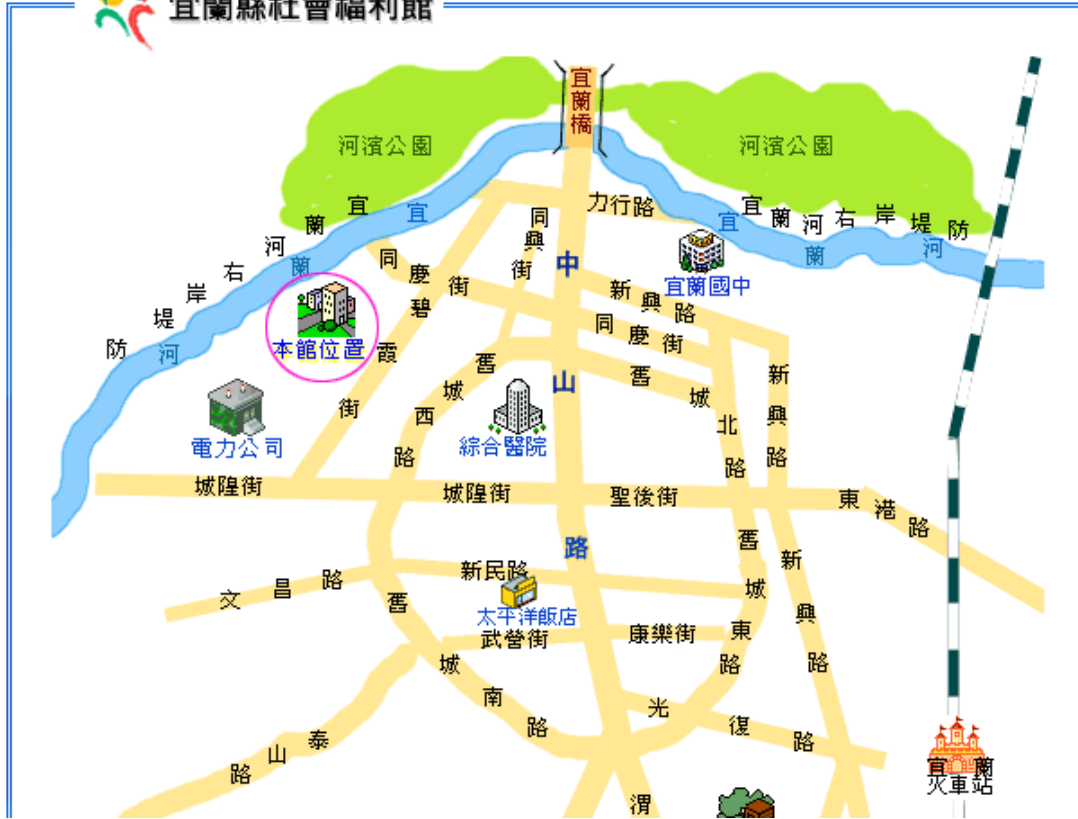 宜蘭縣社會福利館
宜蘭橋
河濱公園
河濱公園
力行路
宜蘭河右岸堤防
宜蘭河
宜蘭河右岸堤防
宜蘭河
同興街
同慶街
碧霞街
中山路
宜蘭國中
新興路
同慶街
本館位置
舊城西路
舊城北路
新興路
電力公司
綜合醫院
城隍街
城隍街
聖後街
東港路
新民路
文昌路
太平洋飯店
舊城東路
新興路
武營街
康樂街
舊城南路
光復路
泰山路
宜蘭
火車站
渭